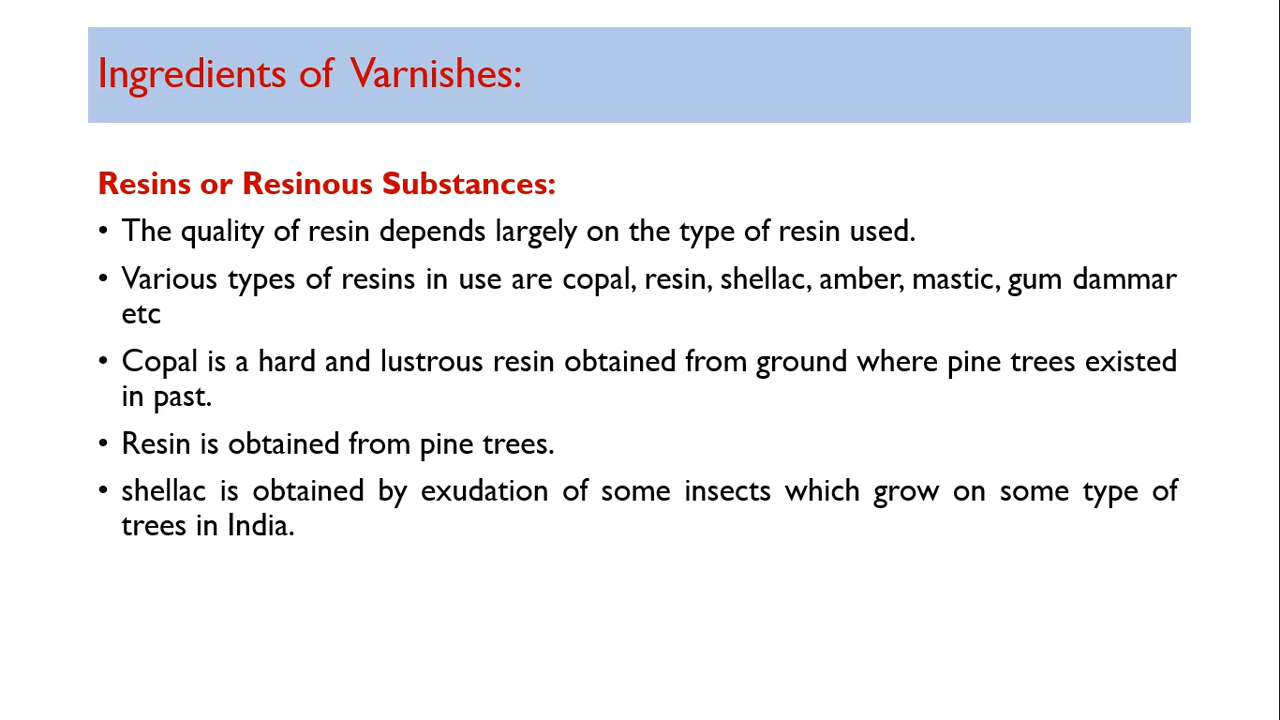 Ingredients of Varnishes:
Resins or Resinous Substances:
• The quality of resin depends largely on the type of resin used.
• Various types of resins in use are copal, resin, shellac, amber, mastic, gum dammar
etc
• Copal is a hard and lustrous resin obtained from ground where pine trees existed
in past.
• Resin is obtained from pine trees.
• shellac is obtained by exudation of some insects which grow on some type of
trees in India.